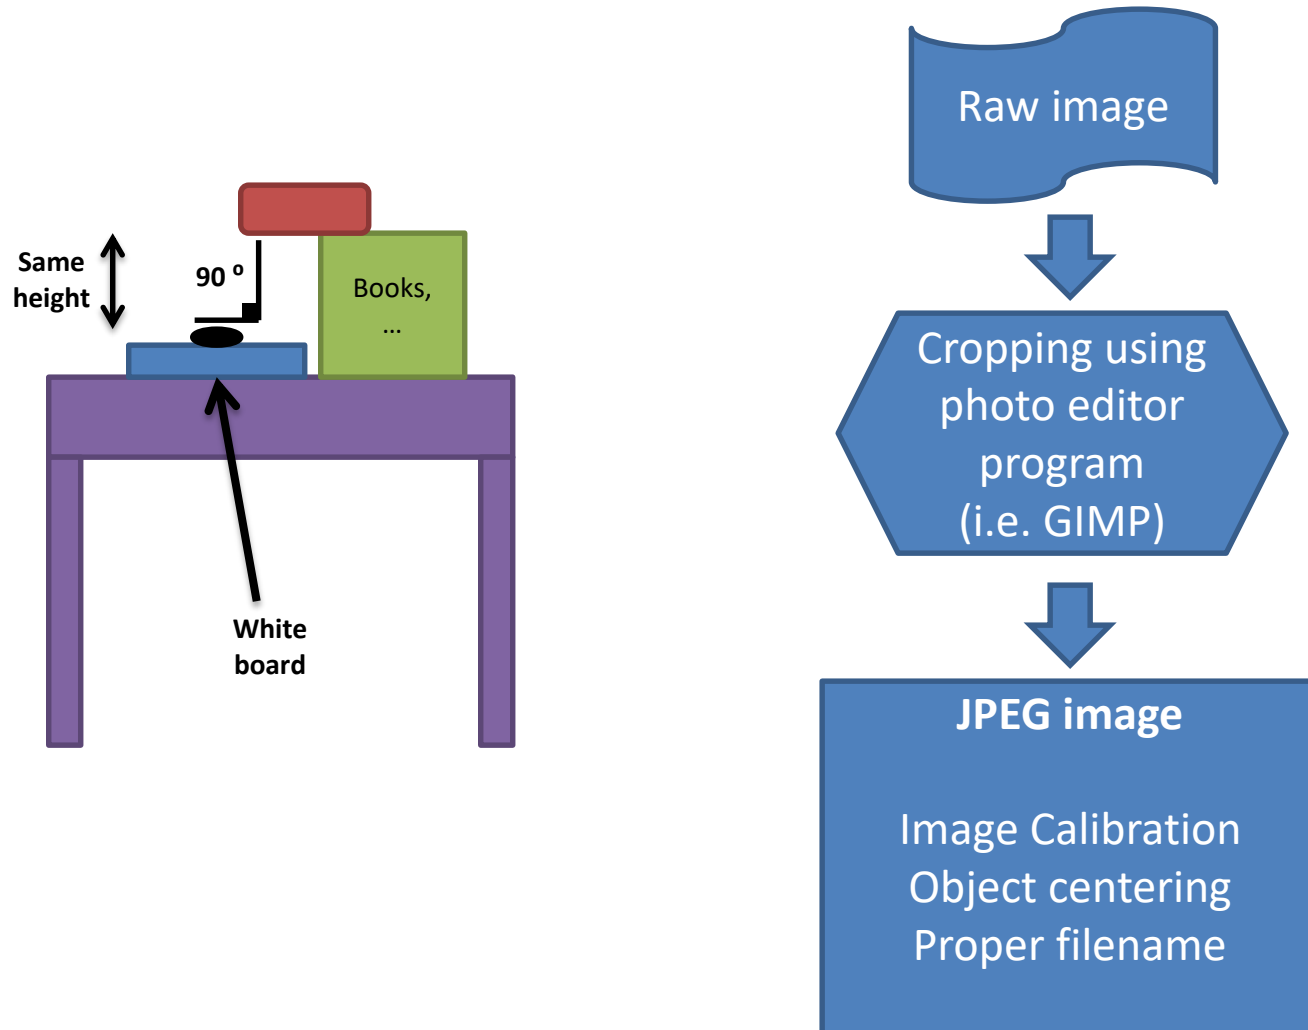 Same
height
90 º
Books,
...
White
board
Raw image
Cropping using
photo editor
program
(i.e. GIMP)
JPEG image
Image Calibration
Object centering
Proper filename